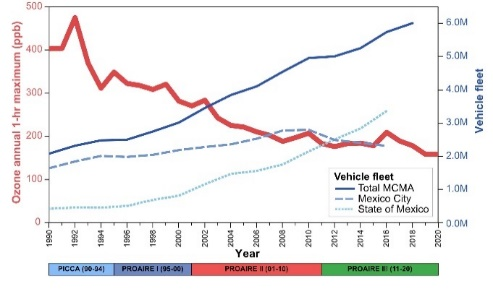 Ozone annual 1-hr maximum (ppb)
500
400
300
200
100
0
6.0M
5.0M
4.0M
3.0M
2.0M
1.0M
0.0M
Vehicle fleet
Vehicle fleet
Total MCMA
Mexico City
State of Mexico
1990 1992 1994 1996 1998 2000 2002 2004 2006 2008 2010 2012 2014 2016 2018 2020
Year
PICCA (90-94) PROAIRE I (95-00) PROAIRE II (01-10) PROAIRE III (11-20)